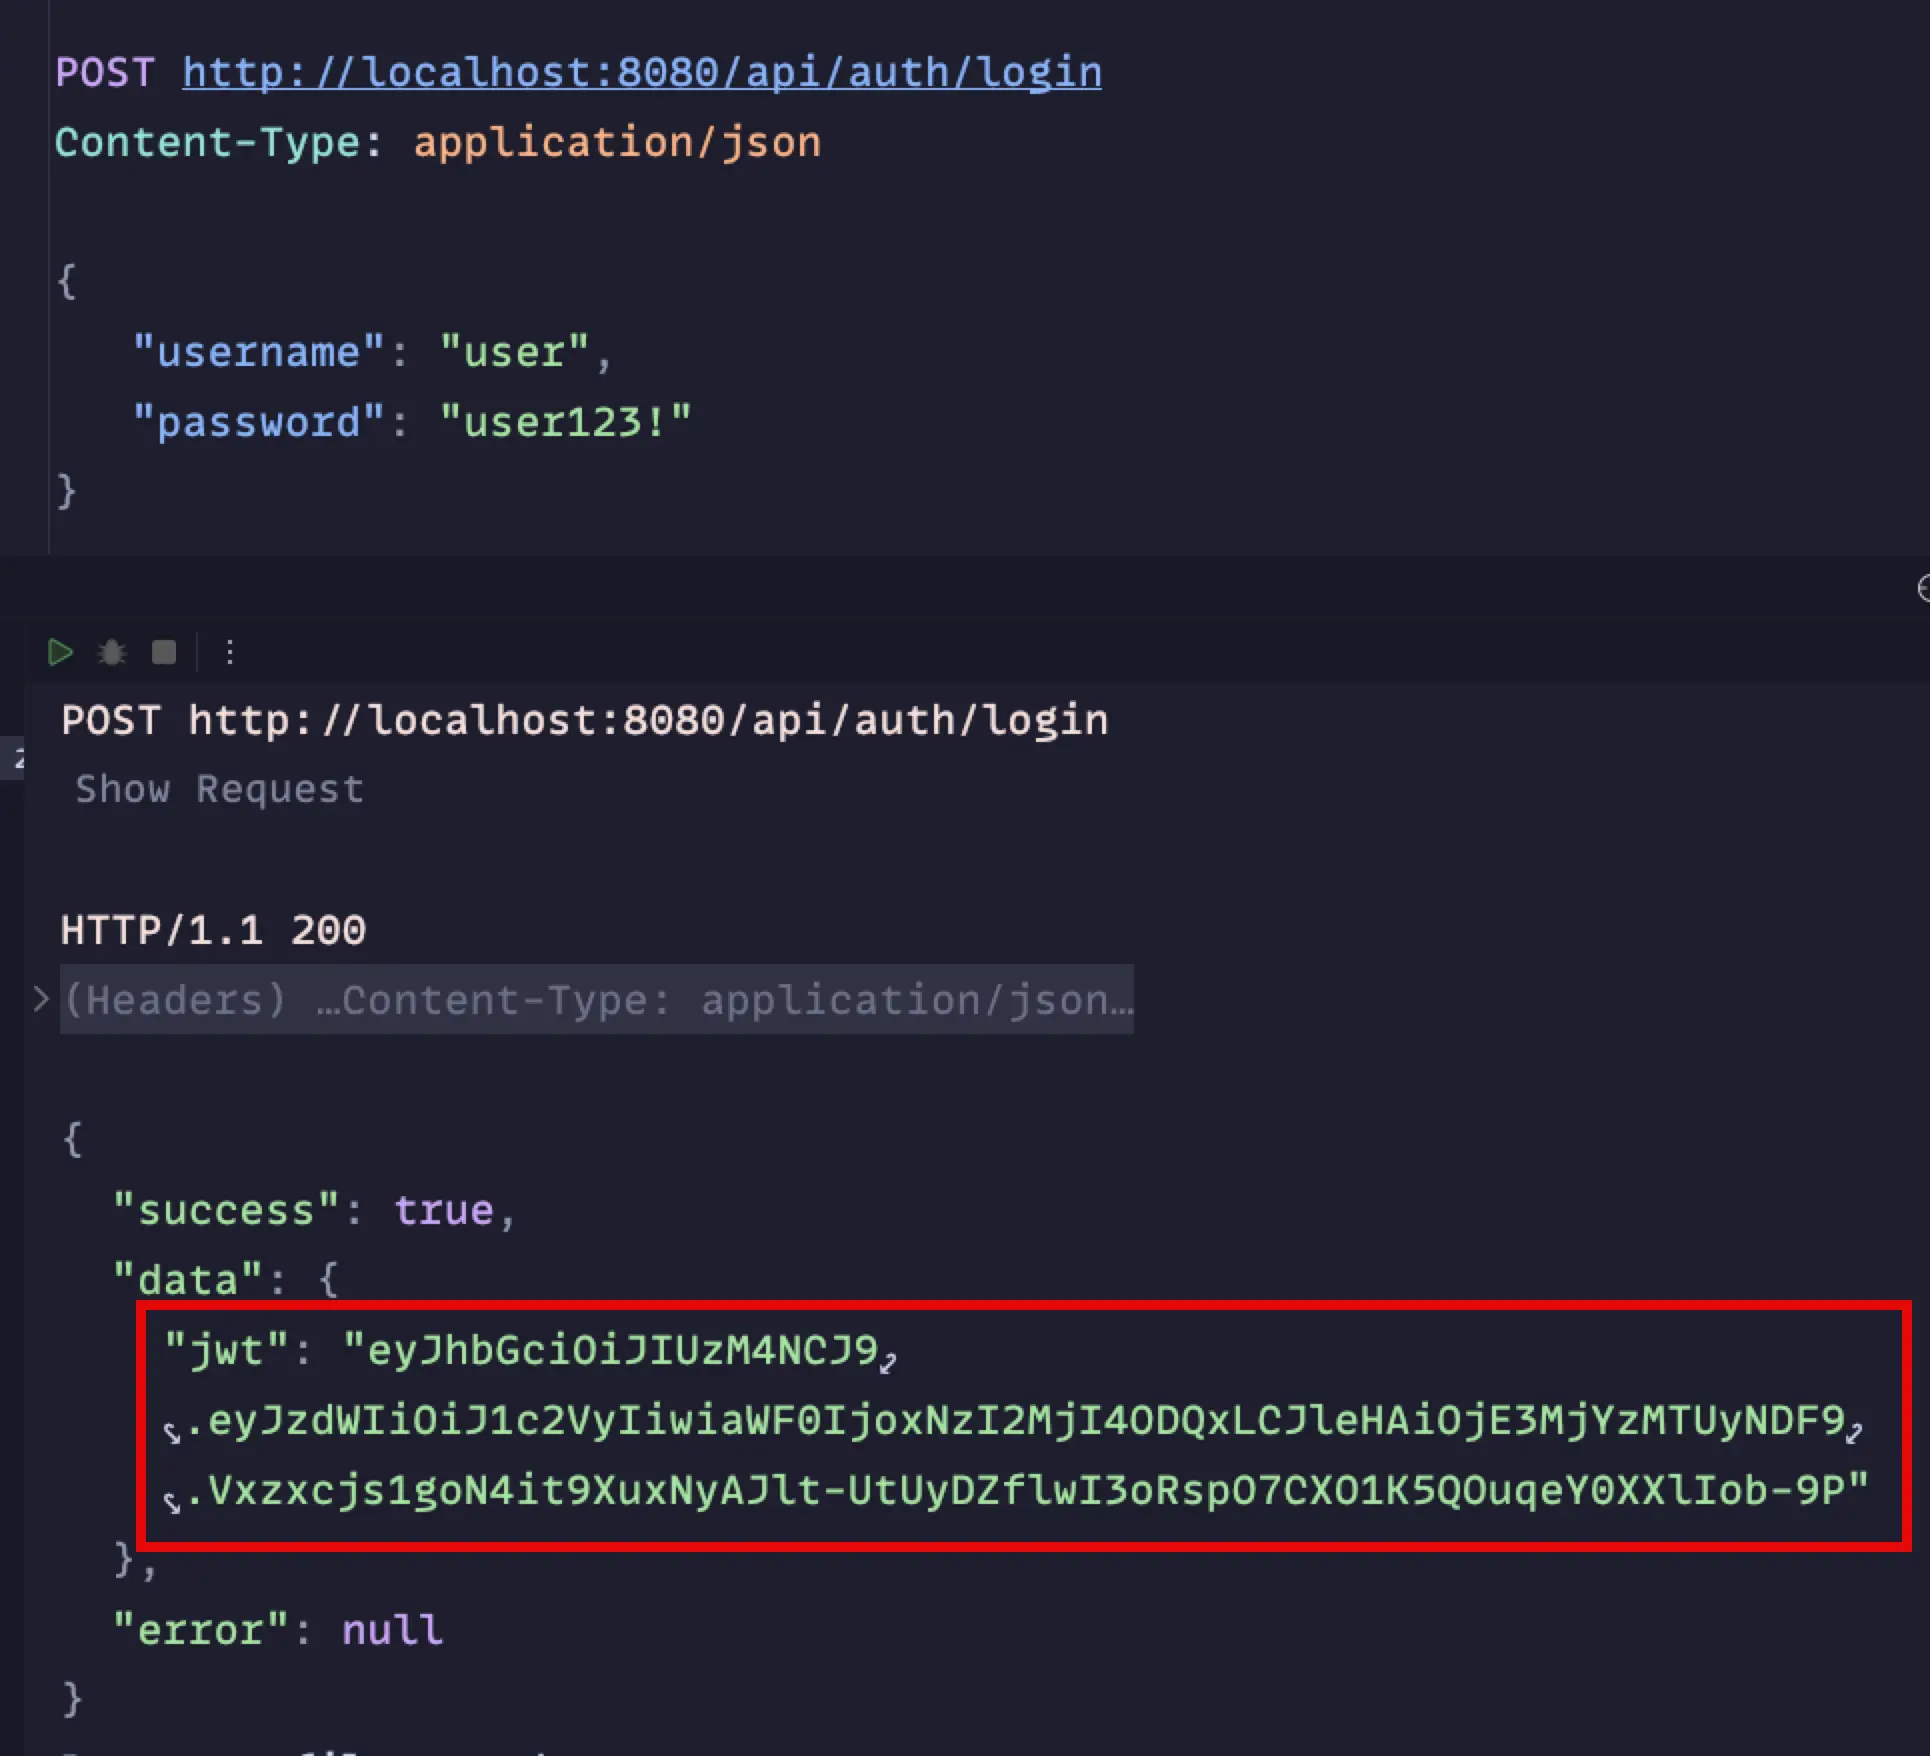 POST http://localhost:8080/api/auth/login
Content-Type: application/json
{
"username": "user",
"password": "user123!"
}
POST http://localhost:8080/api/auth/login
Show Request
HTTP/1.1 200
(Headers) …Content-Type: application/json…
{
"success": true,
"data": {
"jwt": "eyJhbGciOiJIUzM4NCJ9
.eyJzdWIiOiJ1c2VyIiwiaWF0IjoxNzI2MjI4ODQxLCJleHAiOjE3MjYzMTUyNDF9
.Vxzxcjs1goN4it9XuxNyAJlt-UtUyDZflwI3oRspO7CXO1K5QOuqeY0XXlIob-9P"
},
"error": null
}